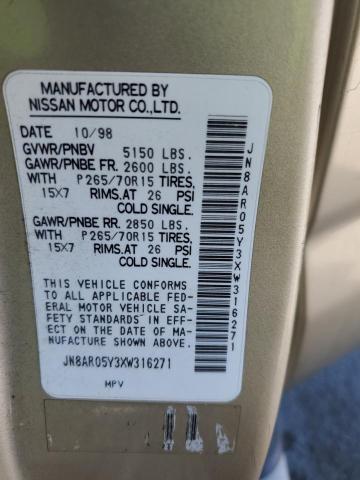 MANUFACTURED BY
NISSAN MOTOR CO.,LTD.
DATE 10/98
GVWR/PNBV 5150 LBS.
GAWR/PNBE FR. 2600 LBS.
WITH P265/70R15 TIRES,
15X7 RIMS,AT 26 PSI
COLD SINGLE.
GAWR/PNBE RR. 2850 LBS.
WITH P265/70R15 TIRES,
15X7 RIMS,AT 26 PSI
COLD SINGLE.
THIS VEHICLE CONFORMS
TO ALL APPLICABLE FED-
ERAL MOTOR VEHICLE SA-
FETY STANDARDS IN EFF-
ECT ON THE DATE OF MA-
NUFACTURE SHOWN ABOVE.
JN8AR05Y3XW316271
MPV
JN8AR05Y3XW316271